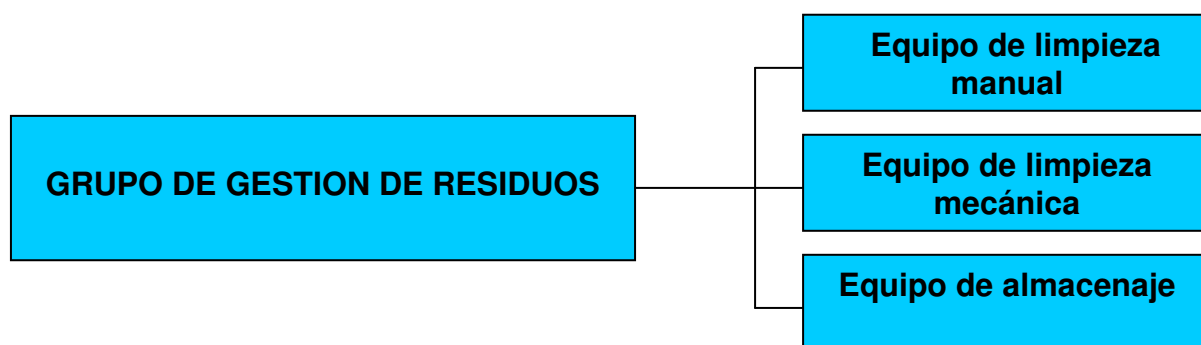 Equipo de limpieza
manual
GRUPO DE GESTION DE RESIDUOS
Equipo de limpieza
mecánica
Equipo de almacenaje